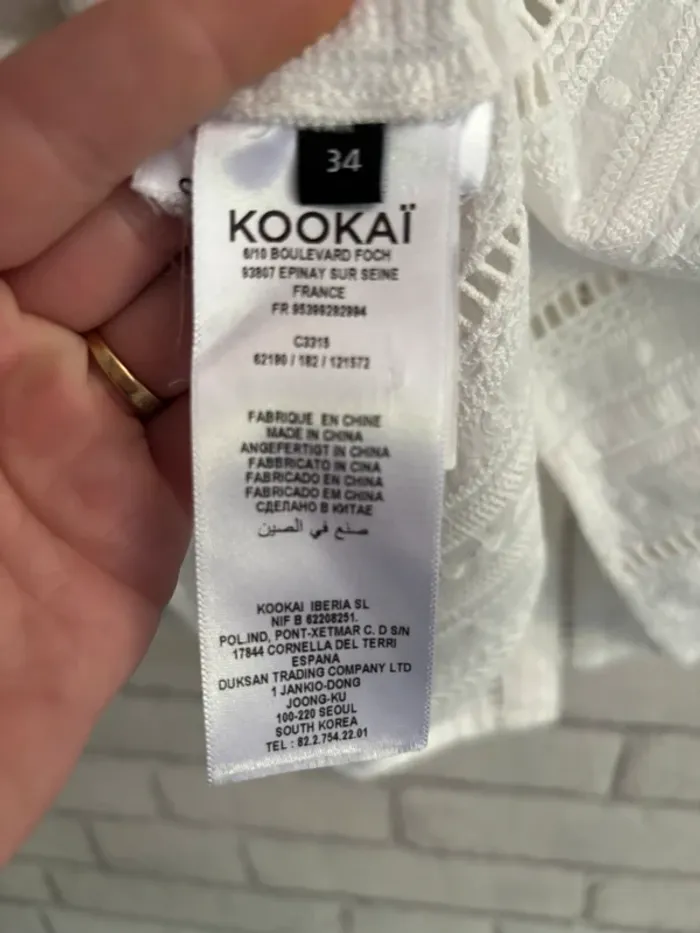 34
KOOKAÏ
6/10 BOULEVARD FOCH
93807 EPINAY SUR SEINE
FRANCE
FR 95399282994
C3315
62190 / 182 / 121572
FABRIQUE EN CHINE
MADE IN CHINA
ANGEFERTIGT IN CHINA
FABBRICATO IN CINA
FABRICADO EN CHINA
FABRICADO EM CHINA
СДЕЛАНО В КИТАЕ
صنع في الصين
KOOKAI IBERIA SL
NIF B 62208251.
POL.IND, PONT-XETMAR C. D S/N
17844 CORNELLA DEL TERRI
ESPANA
DUKSAN TRADING COMPANY LTD
1 JANKIO-DONG
JOONG-KU
100-220 SEOUL
SOUTH KOREA
TEL : 82.2.754.22.01